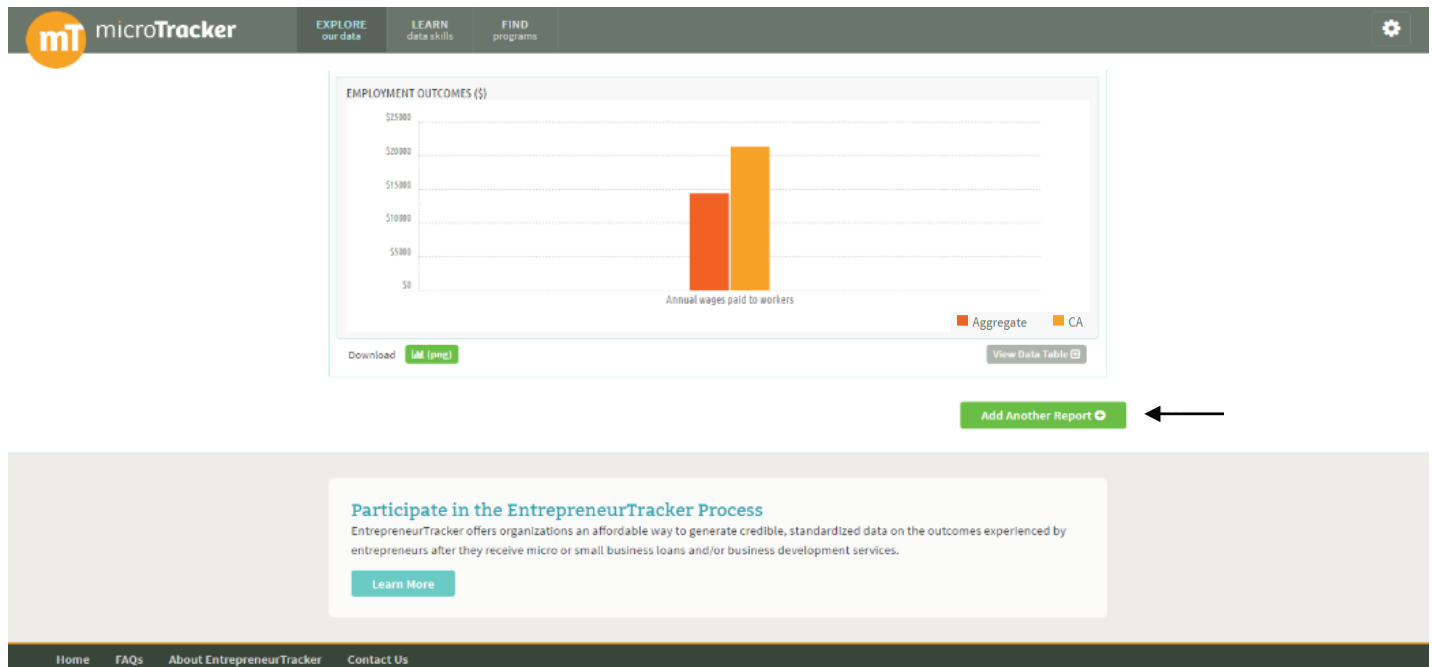 mT microTracker
EXPLORE
our data
LEARN
data skills
FIND
programs
EMPLOYMENT OUTCOMES ($)
$25000
$20000
$15000
$10000
$5000
$0
Annual wages paid to workers
Aggregate CA
Download (png) View Data Table
Add Another Report
Participate in the EntrepreneurTracker Process
EntrepreneurTracker offers organizations an affordable way to generate credible, standardized data on the outcomes experienced by
entrepreneurs after they receive micro or small business loans and/or business development services.
Learn More
Home FAQs About EntrepreneurTracker Contact Us